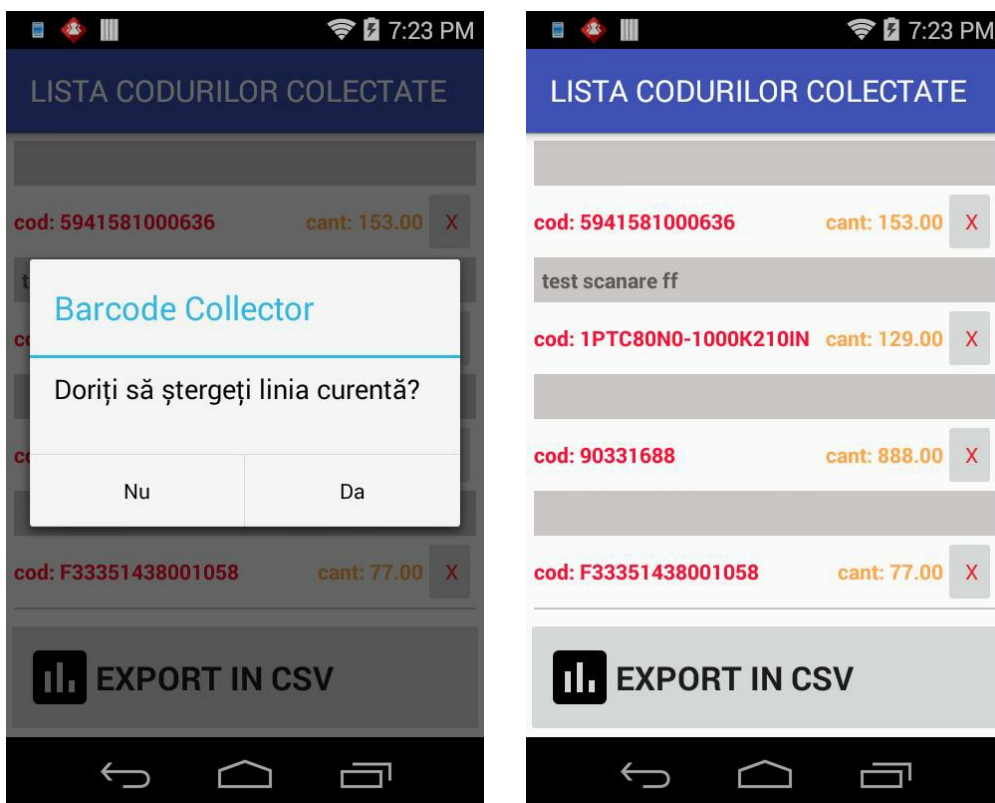 7:23 PM
LISTA CODURILOR COLECTATE
cod: 5941581000636 cant: 153.00 X
t
Barcode Collector
co
Doriți să ștergeți linia curentă?
co
Nu Da
cod: F33351438001058 cant: 77.00 X
EXPORT IN CSV
7:23 PM
LISTA CODURILOR COLECTATE
cod: 5941581000636 cant: 153.00 X
test scanare ff
cod: 1PTC80N0-1000K210IN cant: 129.00 X
cod: 90331688 cant: 888.00 X
cod: F33351438001058 cant: 77.00 X
EXPORT IN CSV